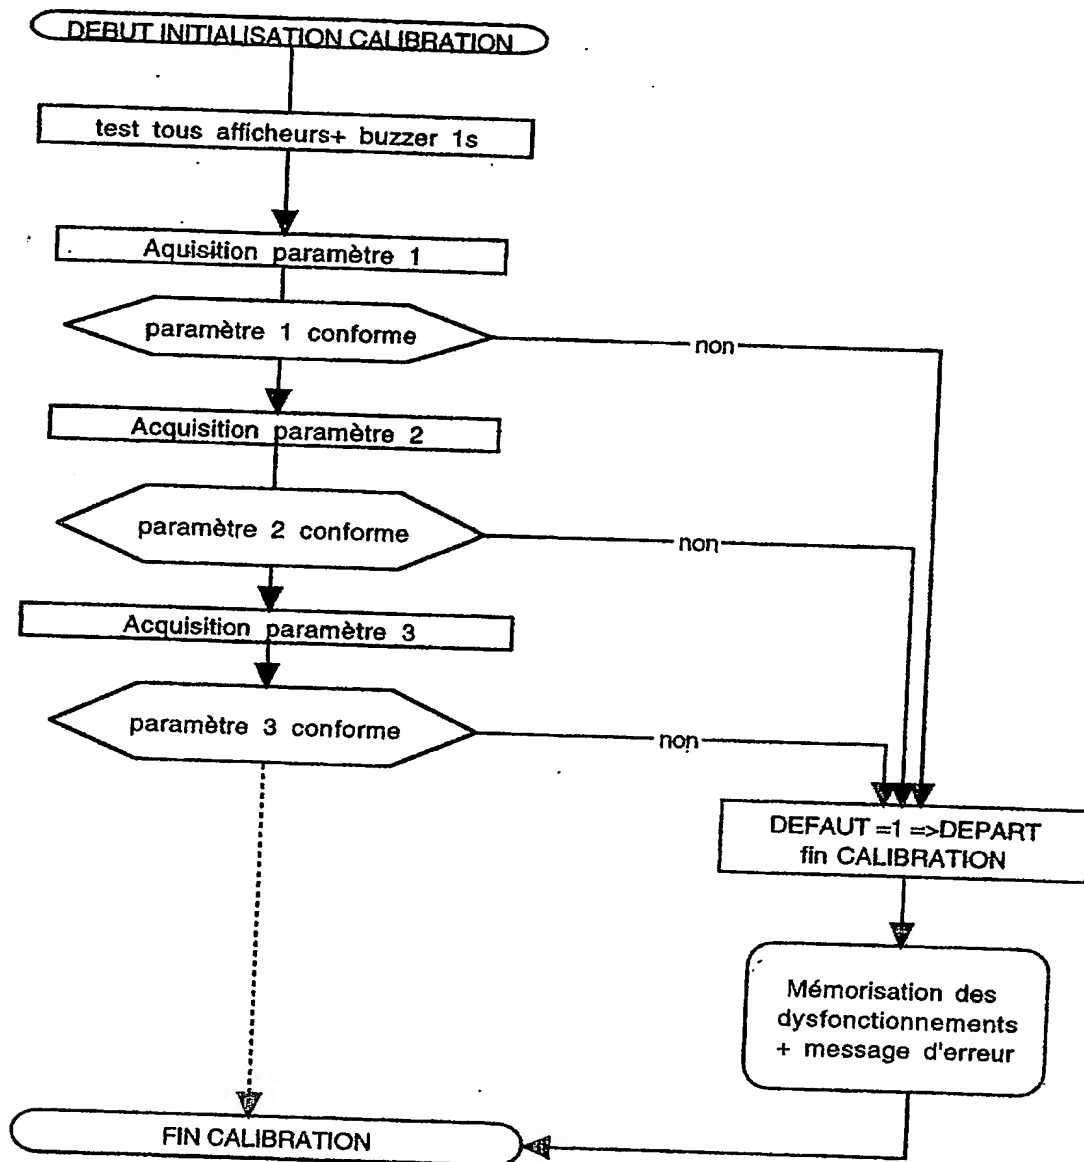 DEBUT INITIALISATION CALIBRATION
test tous afficheurs+ buzzer 1s
Aquisition paramètre 1
paramètre 1 conforme
non
Acquisition paramètre 2
paramètre 2 conforme
non
Acquisition paramètre 3
paramètre 3 conforme
non
DEFAUT =1 =>DEPART
fin CALIBRATION
Mémorisation des
dysfonctionnements
+ message d'erreur
FIN CALIBRATION